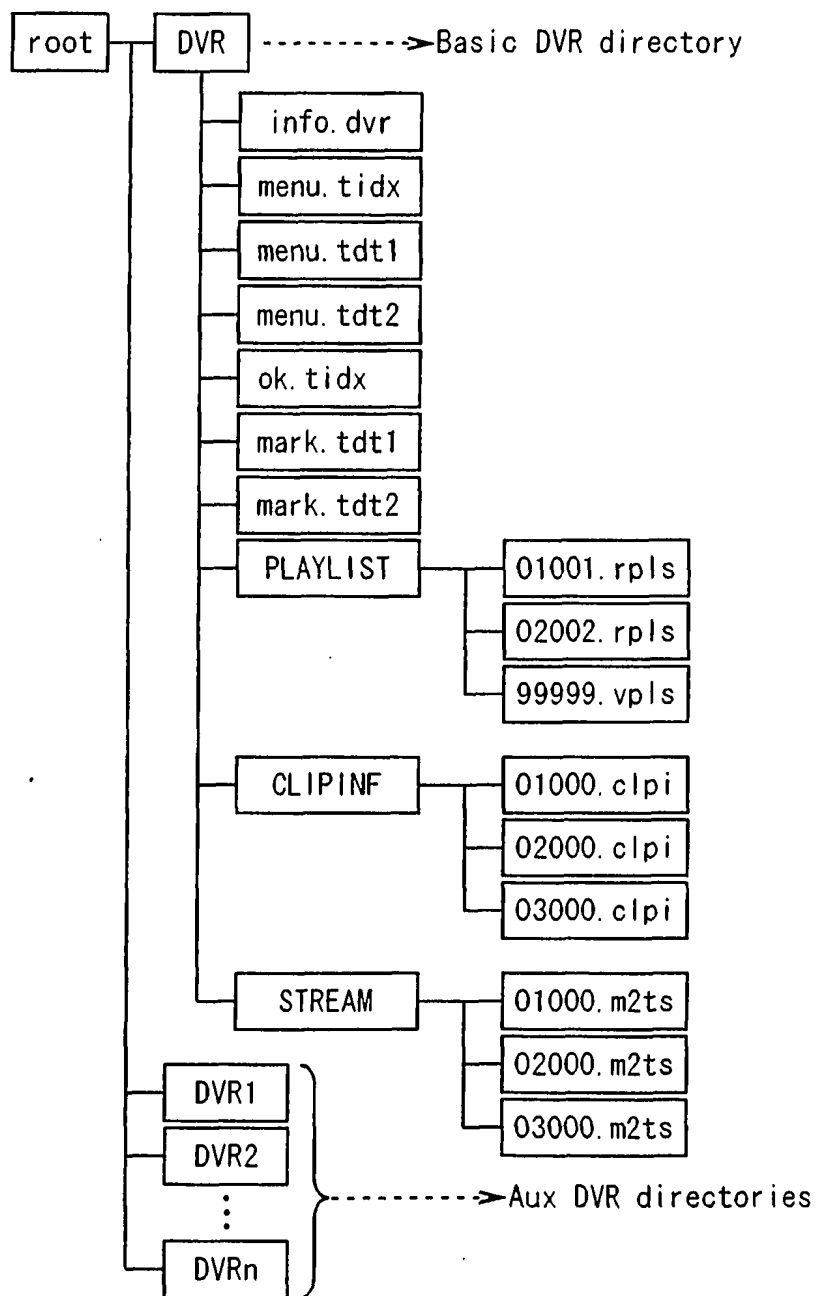 root
DVR
Basic DVR directory
info.dvr
menu.tidx
menu.tdt1
menu.tdt2
ok.tidx
mark.tdt1
mark.tdt2
PLAYLIST
01001.rpls
02002.rpls
99999.vpls
CLIPINF
01000.clpi
02000.clpi
03000.clpi
STREAM
01000.m2ts
02000.m2ts
03000.m2ts
DVR1
DVR2
⋮
DVRn
Aux DVR directories